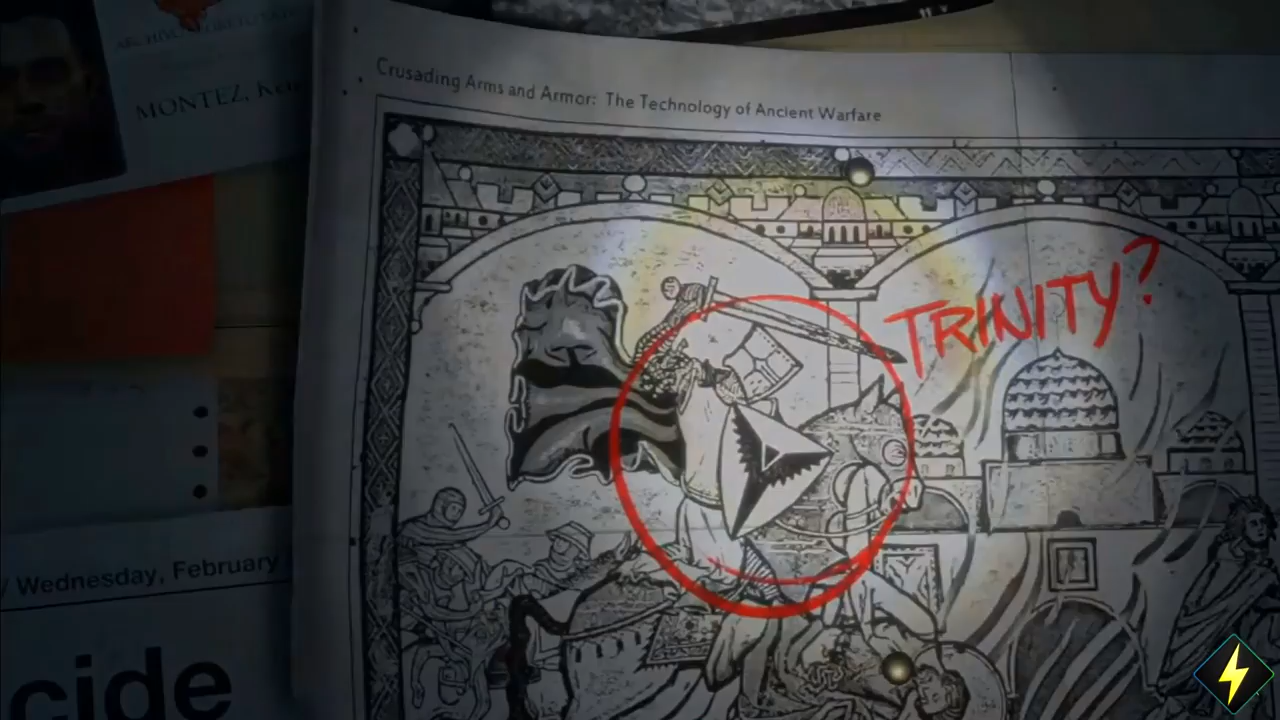 MONTEZ,
Crusading Arms and Armor: The Technology of Ancient Warfare
TRINITY?
/ Wednesday, February
cide